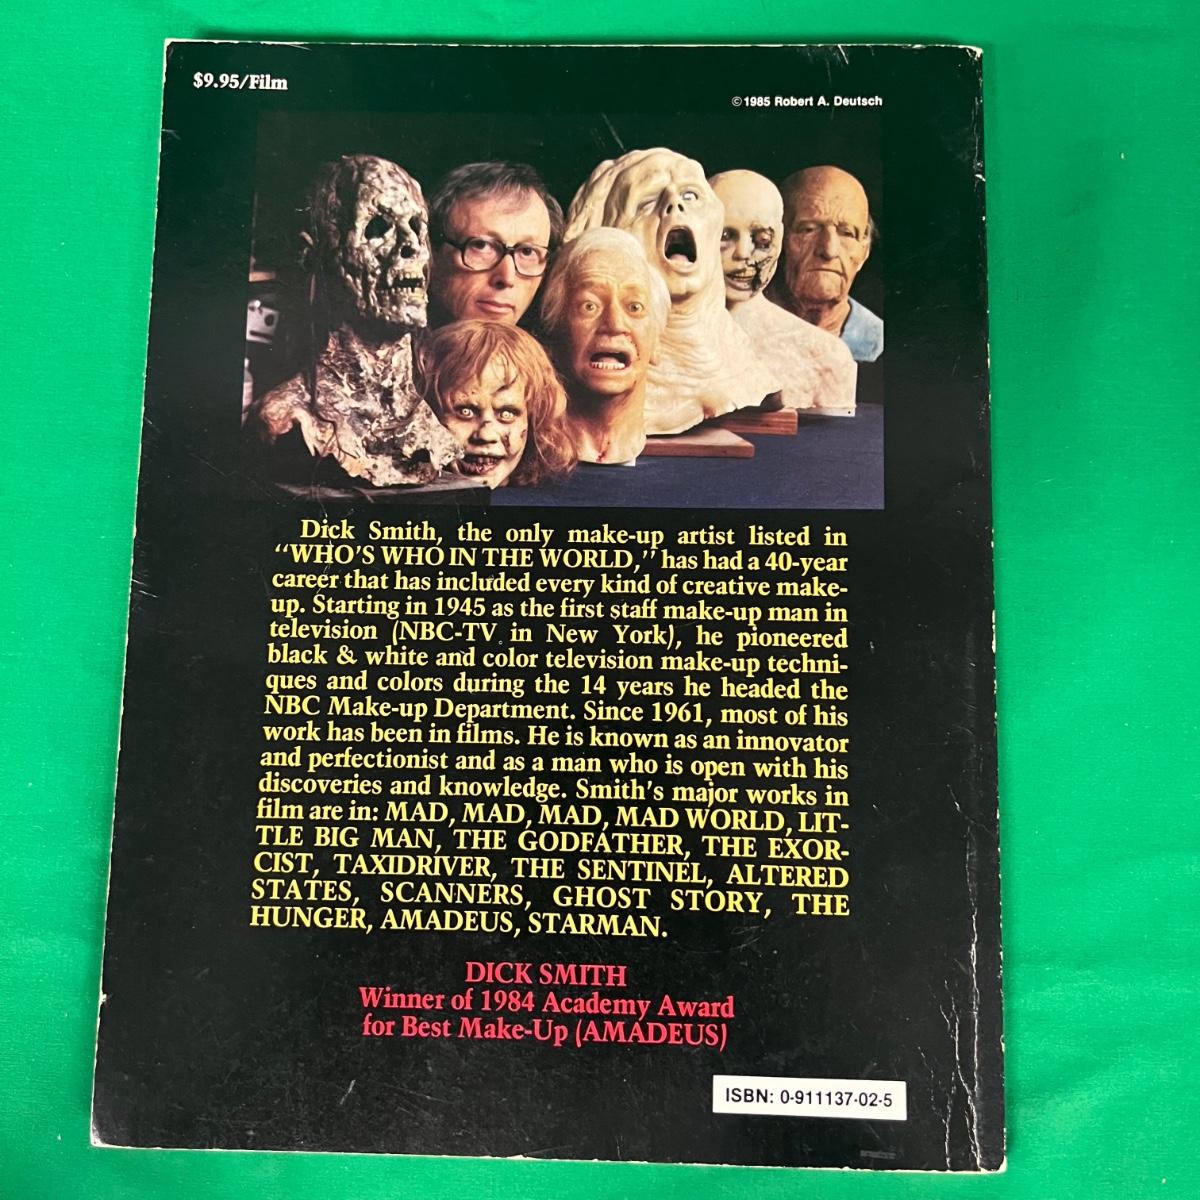 $9.95/Film
©1985 Robert A. Deutsch
Dick Smith, the only make-up artist listed in
“WHO’S WHO IN THE WORLD,” has had a 40-year
career that has included every kind of creative make-
up. Starting in 1945 as the first staff make-up man in
television (NBC-TV in New York), he pioneered
black & white and color television make-up techni-
ques and colors during the 14 years he headed the
NBC Make-up Department. Since 1961, most of his
work has been in films. He is known as an innovator
and perfectionist and as a man who is open with his
discoveries and knowledge. Smith’s major works in
film are in: MAD, MAD, MAD, MAD WORLD, LIT-
TLE BIG MAN, THE GODFATHER, THE EXOR-
CIST, TAXIDRIVER, THE SENTINEL, ALTERED
STATES, SCANNERS, GHOST STORY, THE
HUNGER, AMADEUS, STARMAN.
DICK SMITH
Winner of 1984 Academy Award
for Best Make-Up (AMADEUS)
ISBN: 0-911137-02-5